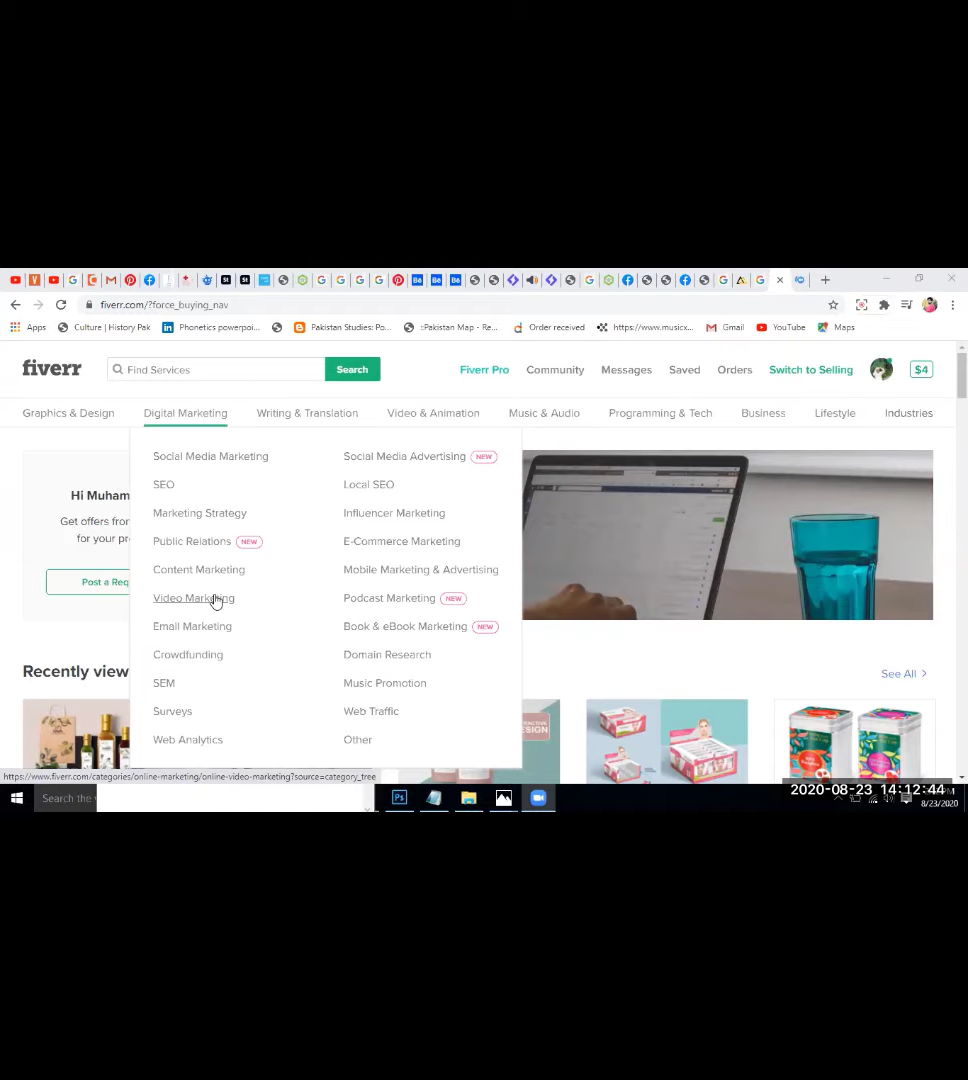 fiverr.com/?force_buying_nav
Apps Culture | History Pak Phonetics powerpoi... Pakistan Studies: Po... ::Pakistan Map - Re... Order received https://www.musicx... Gmail YouTube Maps
fiverr Find Services Search Fiverr Pro Community Messages Saved Orders Switch to Selling $4
Graphics & Design Digital Marketing Writing & Translation Video & Animation Music & Audio Programming & Tech Business Lifestyle Industries
Social Media Marketing Social Media Advertising NEW
SEO Local SEO
Hi Muham
Marketing Strategy Influencer Marketing
Get offers from
for your pro
Public Relations NEW E-Commerce Marketing
Content Marketing Mobile Marketing & Advertising
Post a Req
Video Marketing Podcast Marketing NEW
Email Marketing Book & eBook Marketing NEW
Crowdfunding Domain Research
Recently view See All >
SEM Music Promotion
Surveys Web Traffic
Web Analytics Other
https://www.fiverr.com/categories/online-marketing/online-video-marketing?source=category_tree
Search the
2020-08-23 14:12:44
8/23/2020